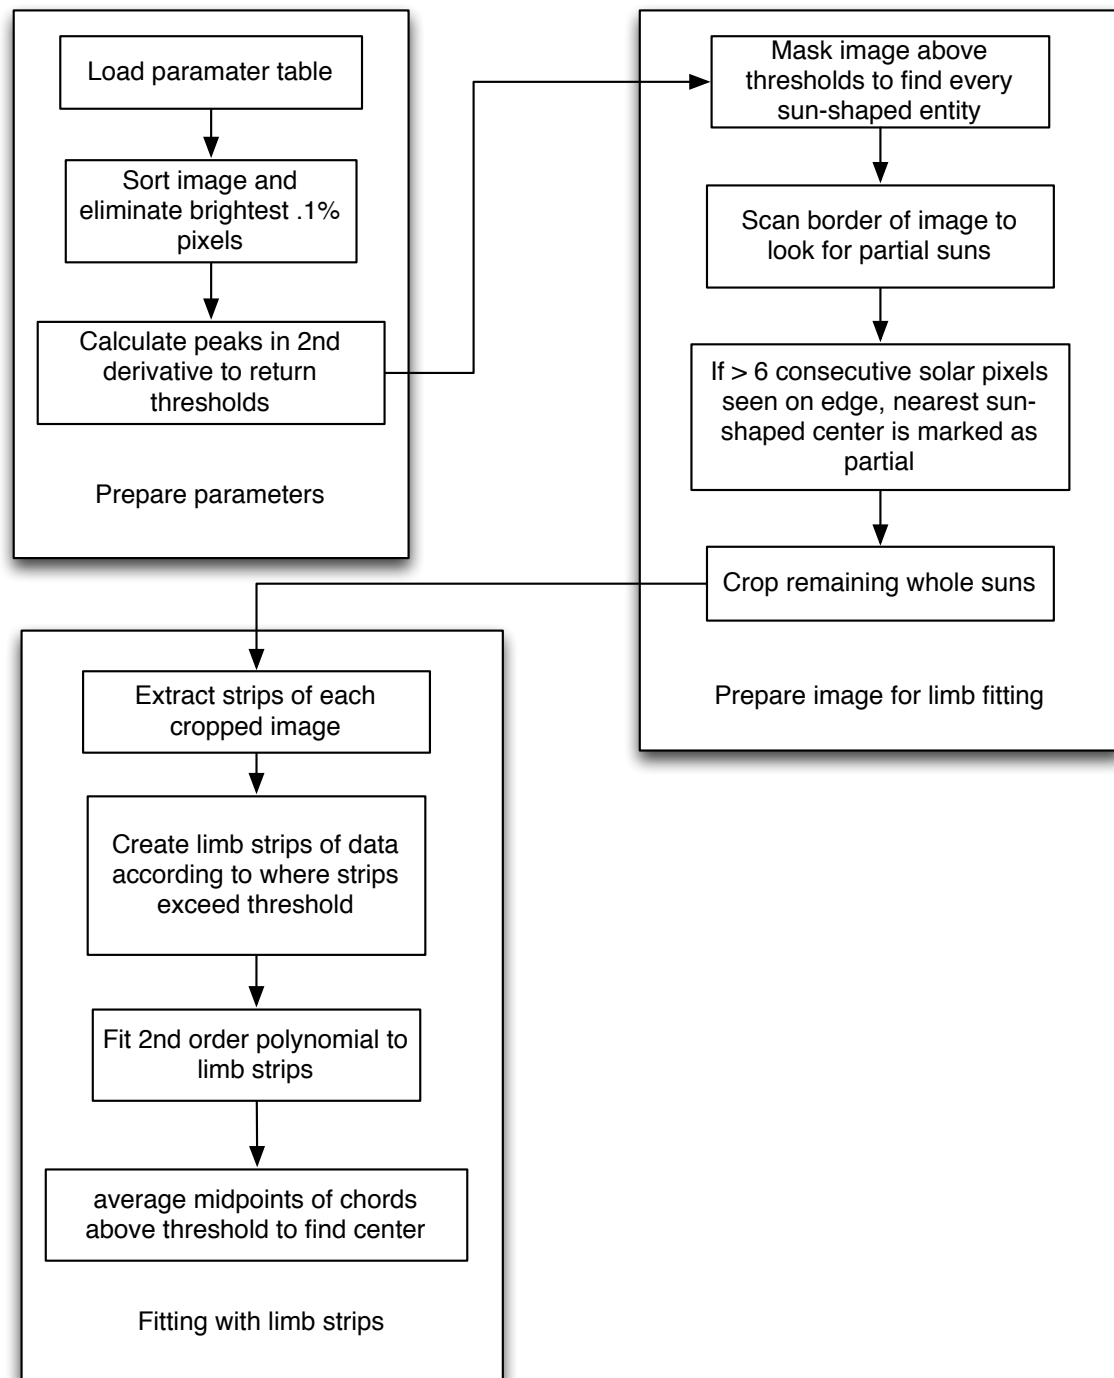 Load paramater table
Sort image and
eliminate brightest .1%
pixels
Calculate peaks in 2nd
derivative to return
thresholds
Prepare parameters
Mask image above
thresholds to find every
sun-shaped entity
Scan border of image to
look for partial suns
If > 6 consecutive solar pixels
seen on edge, nearest sun-
shaped center is marked as
partial
Crop remaining whole suns
Prepare image for limb fitting
Extract strips of each
cropped image
Create limb strips of data
according to where strips
exceed threshold
Fit 2nd order polynomial to
limb strips
average midpoints of chords
above threshold to find center
Fitting with limb strips